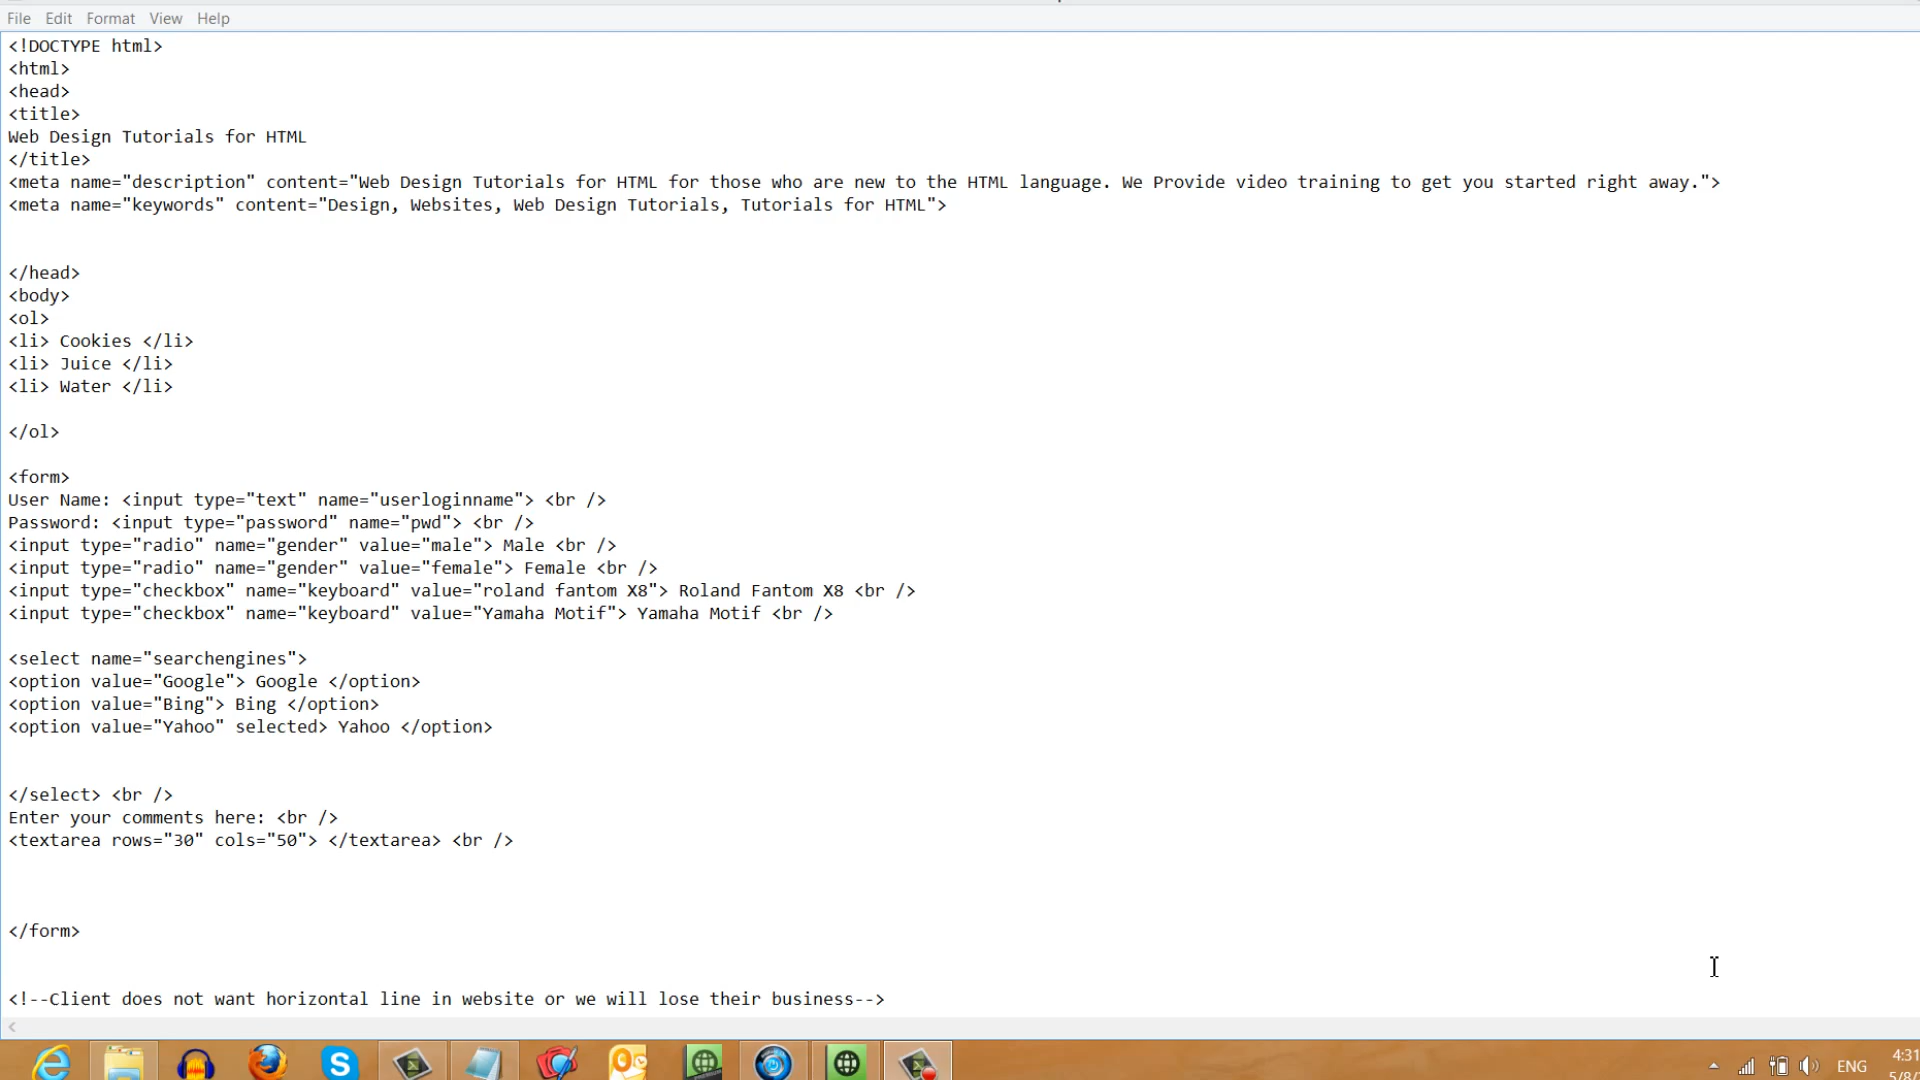 File Edit Format View Help
<!DOCTYPE html>
<html>
<head>
<title>
Web Design Tutorials for HTML
</title>
<meta name="description" content="Web Design Tutorials for HTML for those who are new to the HTML language. We Provide video training to get you started right away.">
<meta name="keywords" content="Design, Websites, Web Design Tutorials, Tutorials for HTML">
</head>
<body>
<ol>
<li> Cookies </li>
<li> Juice </li>
<li> Water </li>
</ol>
<form>
User Name: <input type="text" name="userloginname"> <br />
Password: <input type="password" name="pwd"> <br />
<input type="radio" name="gender" value="male"> Male <br />
<input type="radio" name="gender" value="female"> Female <br />
<input type="checkbox" name="keyboard" value="roland fantom X8"> Roland Fantom X8 <br />
<input type="checkbox" name="keyboard" value="Yamaha Motif"> Yamaha Motif <br />
<select name="searchengines">
<option value="Google"> Google </option>
<option value="Bing"> Bing </option>
<option value="Yahoo" selected> Yahoo </option>
</select> <br />
Enter your comments here: <br />
<textarea rows="30" cols="50"> </textarea> <br />
</form>
<!--Client does not want horizontal line in website or we will lose their business-->
ENG
4:31
5/8/